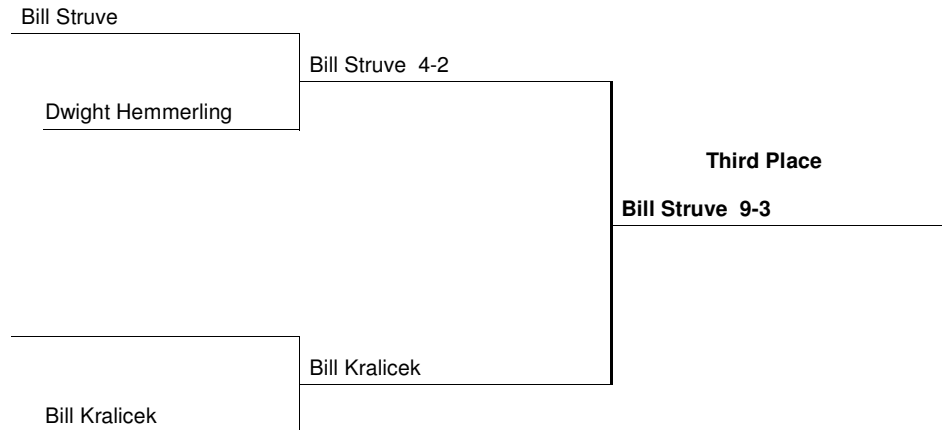 Bill Struve
Bill Struve 4-2
Dwight Hemmerling
Third Place
Bill Struve 9-3
Bill Kralicek
Bill Kralicek